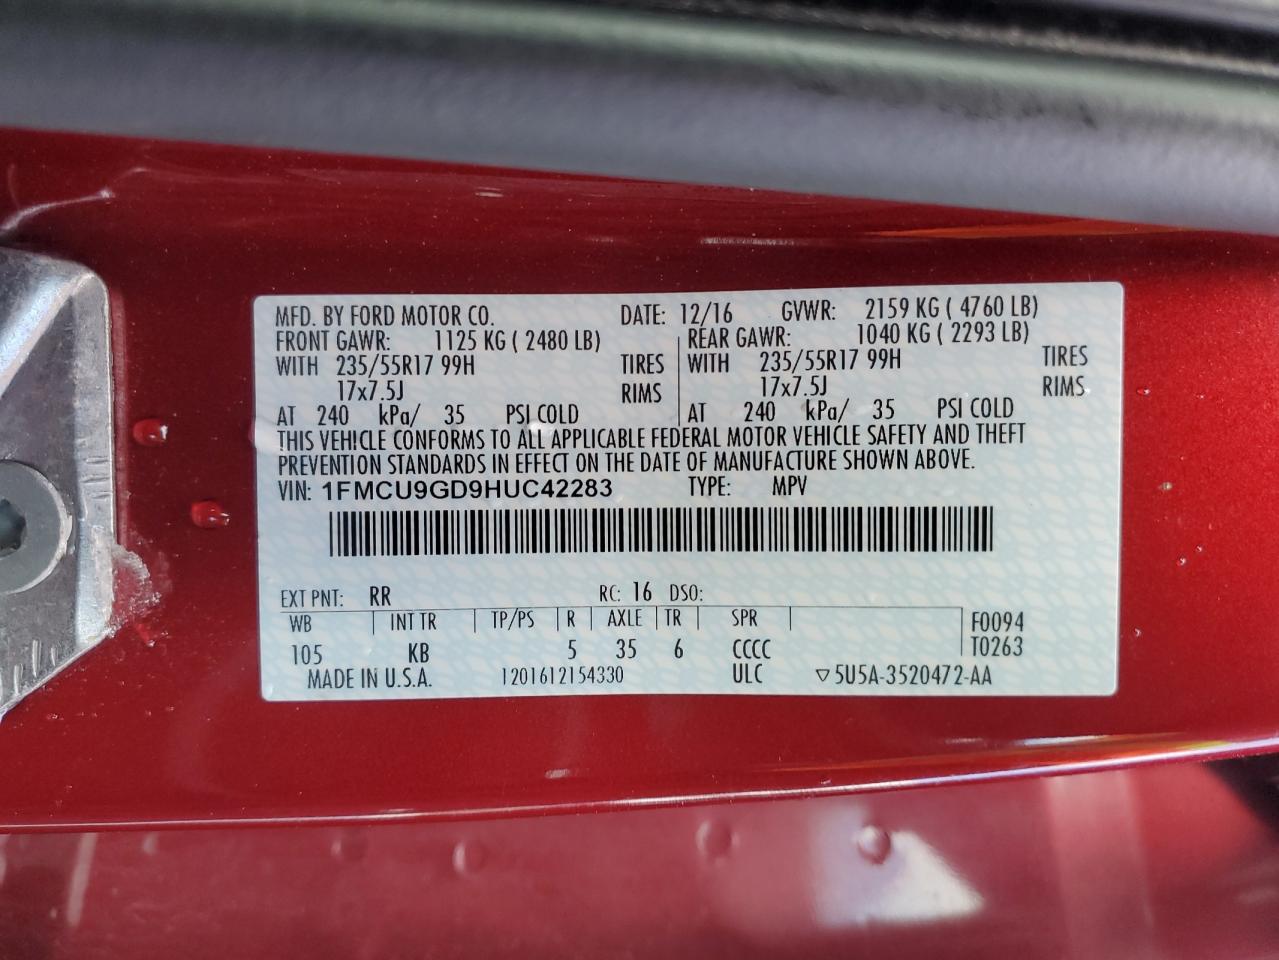 MFD. BY FORD MOTOR CO. DATE: 12/16 GVWR: 2159 KG ( 4760 LB)
FRONT GAWR: 1125 KG ( 2480 LB) REAR GAWR: 1040 KG ( 2293 LB)
WITH 235/55R17 99H TIRES WITH 235/55R17 99H TIRES
17x7.5J RIMS 17x7.5J RIMS
AT 240 kPa/ 35 PSI COLD AT 240 kPa/ 35 PSI COLD
THIS VEHICLE CONFORMS TO ALL APPLICABLE FEDERAL MOTOR VEHICLE SAFETY AND THEFT
PREVENTION STANDARDS IN EFFECT ON THE DATE OF MANUFACTURE SHOWN ABOVE.
VIN: 1FMCU9GD9HUC42283 TYPE: MPV
EXT PNT: RR RC: 16 DSO:
WB INT TR TP/PS R AXLE TR SPR F0094
105 KB 5 35 6 CCCC T0263
MADE IN U.S.A. 1201612154330 ULC ▽5U5A-3520472-AA